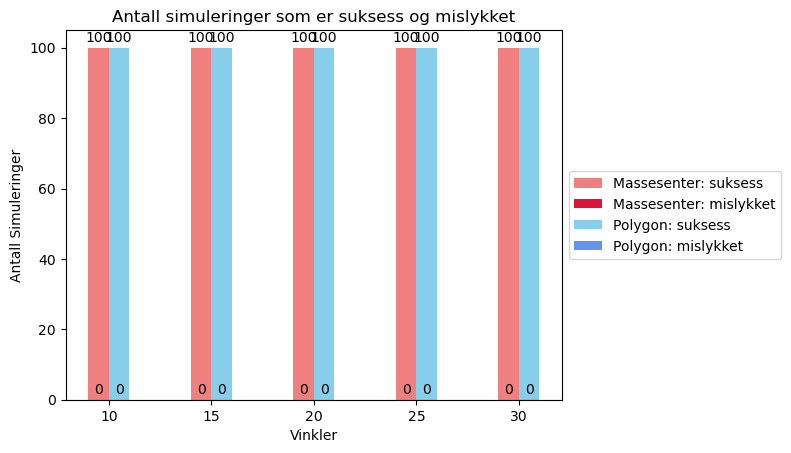 Antall simuleringer som er suksess og mislykket
100 100 100 100 100 100 100 100 100 100
100
80
60
40
20
0
Antall Simuleringer
0 0 0 0 0 0 0 0 0 0
10 15 20 25 30
Vinkler
Massesenter: suksess
Massesenter: mislykket
Polygon: suksess
Polygon: mislykket